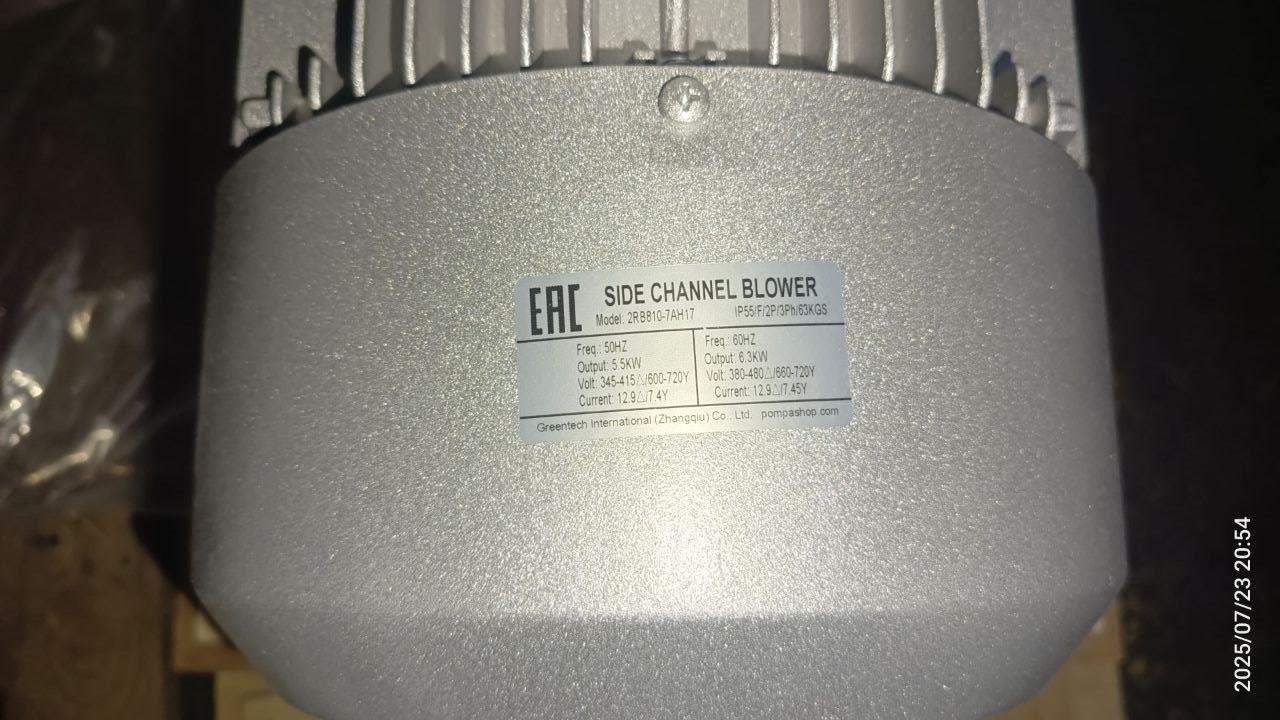 EAC
SIDE CHANNEL BLOWER
Model: 2RB810-7AH17 IP55/F/2P/3Ph/63KGS
Freq.: 50HZ
Output: 5.5KW
Volt: 345-415△/600-720Y
Current: 12.9△/7.4Y
Freq.: 60HZ
Output: 6.3KW
Volt: 380-480△/660-720Y
Current: 12.9△/7.45Y
Greentech International (Zhangqiu) Co., Ltd. pompashop.com
2025/07/23 20:54